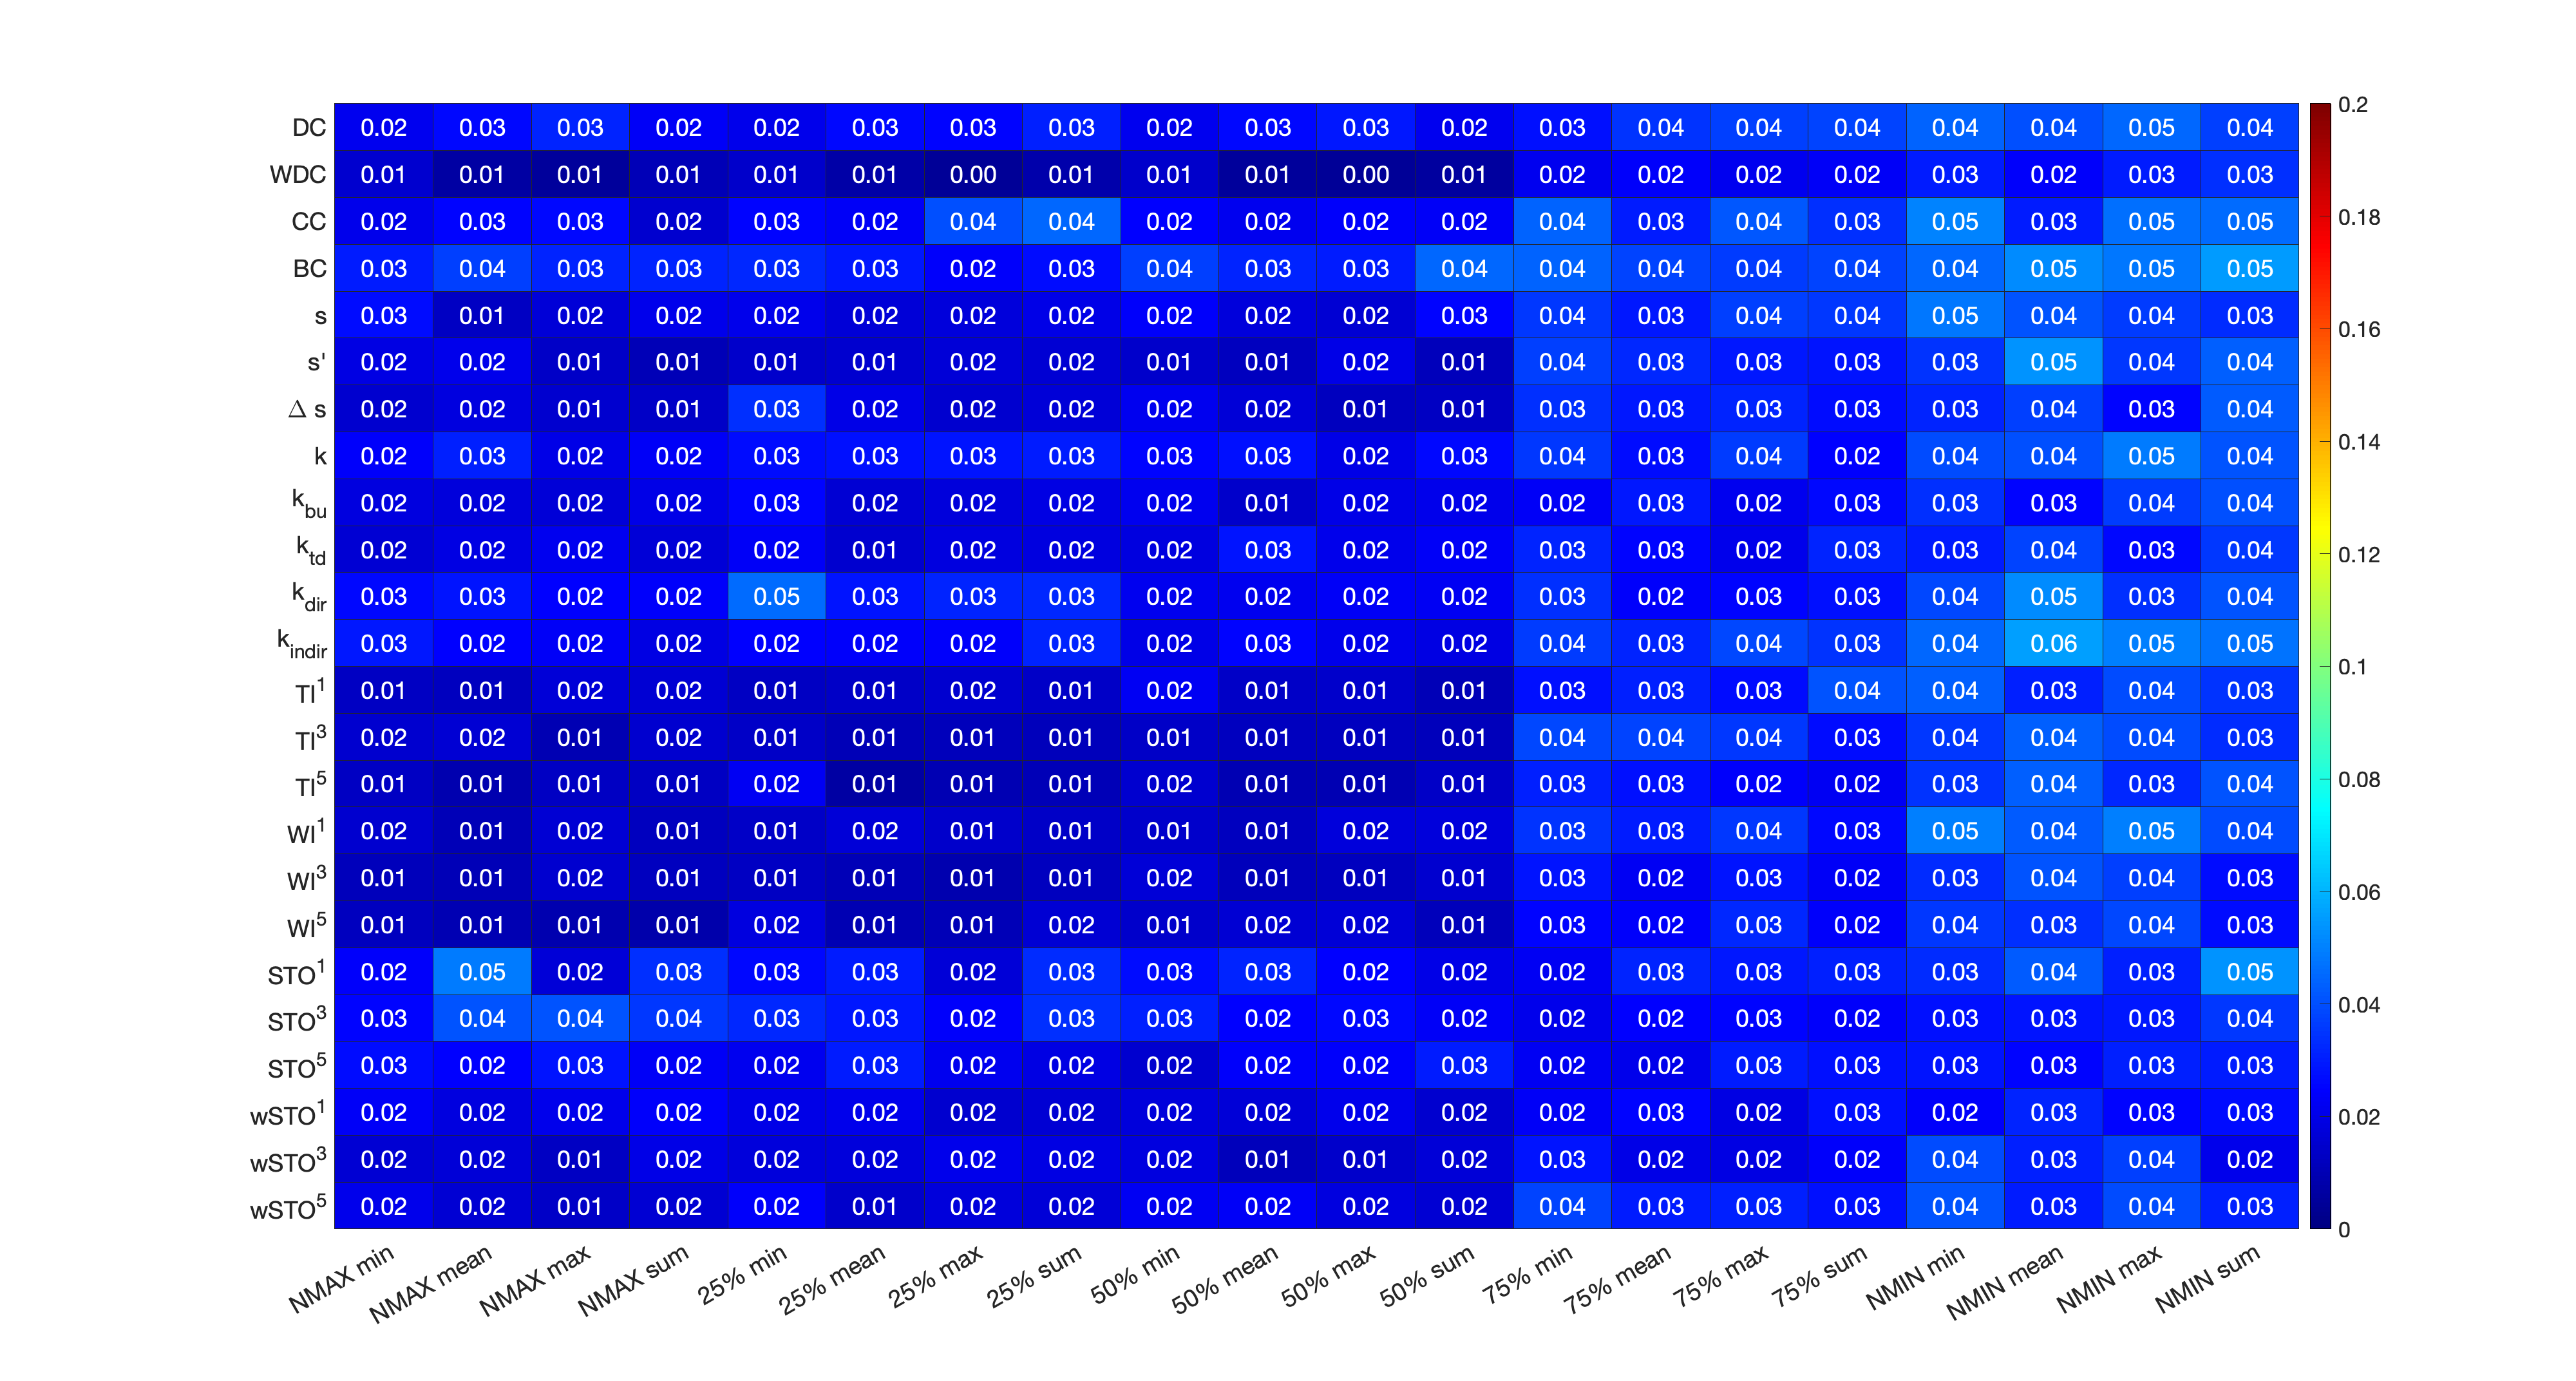 DC 0.02 0.03 0.03 0.02 0.02 0.03 0.03 0.03 0.02 0.03 0.03 0.02 0.03 0.04 0.04 0.04 0.04 0.04 0.05 0.04
WDC 0.01 0.01 0.01 0.01 0.01 0.01 0.00 0.01 0.01 0.01 0.00 0.01 0.02 0.02 0.02 0.02 0.03 0.02 0.03 0.03
CC 0.02 0.03 0.03 0.02 0.03 0.02 0.04 0.04 0.02 0.02 0.02 0.02 0.04 0.03 0.04 0.03 0.05 0.03 0.05 0.05
BC 0.03 0.04 0.03 0.03 0.03 0.03 0.02 0.03 0.04 0.03 0.03 0.04 0.04 0.04 0.04 0.04 0.04 0.05 0.05 0.05
s 0.03 0.01 0.02 0.02 0.02 0.02 0.02 0.02 0.02 0.02 0.02 0.03 0.04 0.03 0.04 0.04 0.05 0.04 0.04 0.03
s' 0.02 0.02 0.01 0.01 0.01 0.01 0.02 0.02 0.01 0.01 0.02 0.01 0.04 0.03 0.03 0.03 0.03 0.05 0.04 0.04
Δ s 0.02 0.02 0.01 0.01 0.03 0.02 0.02 0.02 0.02 0.02 0.01 0.01 0.03 0.03 0.03 0.03 0.03 0.04 0.03 0.04
k 0.02 0.03 0.02 0.02 0.03 0.03 0.03 0.03 0.03 0.03 0.02 0.03 0.04 0.03 0.04 0.02 0.04 0.04 0.05 0.04
k_bu 0.02 0.02 0.02 0.02 0.03 0.02 0.02 0.02 0.02 0.01 0.02 0.02 0.02 0.03 0.02 0.03 0.03 0.03 0.04 0.04
k_td 0.02 0.02 0.02 0.02 0.02 0.01 0.02 0.02 0.02 0.03 0.02 0.02 0.03 0.03 0.02 0.03 0.03 0.04 0.03 0.04
k_dir 0.03 0.03 0.02 0.02 0.05 0.03 0.03 0.03 0.02 0.02 0.02 0.02 0.03 0.02 0.03 0.03 0.04 0.05 0.03 0.04
k_indir 0.03 0.02 0.02 0.02 0.02 0.02 0.02 0.03 0.02 0.03 0.02 0.02 0.04 0.03 0.04 0.03 0.04 0.06 0.05 0.05
TI^1 0.01 0.01 0.02 0.02 0.01 0.01 0.02 0.01 0.02 0.01 0.01 0.01 0.03 0.03 0.03 0.04 0.04 0.03 0.04 0.03
TI^3 0.02 0.02 0.01 0.02 0.01 0.01 0.01 0.01 0.01 0.01 0.01 0.01 0.04 0.04 0.04 0.03 0.04 0.04 0.04 0.03
TI^5 0.01 0.01 0.01 0.01 0.02 0.01 0.01 0.01 0.02 0.01 0.01 0.01 0.03 0.03 0.02 0.02 0.03 0.04 0.03 0.04
WI^1 0.02 0.01 0.02 0.01 0.01 0.02 0.01 0.01 0.01 0.01 0.02 0.02 0.03 0.03 0.04 0.03 0.05 0.04 0.05 0.04
WI^3 0.01 0.01 0.02 0.01 0.01 0.01 0.01 0.01 0.02 0.01 0.01 0.01 0.03 0.02 0.03 0.02 0.03 0.04 0.04 0.03
WI^5 0.01 0.01 0.01 0.01 0.02 0.01 0.01 0.02 0.01 0.02 0.02 0.01 0.03 0.02 0.03 0.02 0.04 0.03 0.04 0.03
STO^1 0.02 0.05 0.02 0.03 0.03 0.03 0.02 0.03 0.03 0.03 0.02 0.02 0.02 0.03 0.03 0.03 0.03 0.04 0.03 0.05
STO^3 0.03 0.04 0.04 0.04 0.03 0.03 0.02 0.03 0.03 0.02 0.03 0.02 0.02 0.02 0.03 0.02 0.03 0.03 0.03 0.04
STO^5 0.03 0.02 0.03 0.02 0.02 0.03 0.02 0.02 0.02 0.02 0.02 0.03 0.02 0.02 0.03 0.03 0.03 0.03 0.03 0.03
wSTO^1 0.02 0.02 0.02 0.02 0.02 0.02 0.02 0.02 0.02 0.02 0.02 0.02 0.02 0.03 0.02 0.03 0.02 0.03 0.03 0.03
wSTO^3 0.02 0.02 0.01 0.02 0.02 0.02 0.02 0.02 0.02 0.01 0.01 0.02 0.03 0.02 0.02 0.02 0.04 0.03 0.04 0.02
wSTO^5 0.02 0.02 0.01 0.02 0.02 0.01 0.02 0.02 0.02 0.02 0.02 0.02 0.04 0.03 0.03 0.03 0.04 0.03 0.04 0.03
NMAX min NMAX mean NMAX max NMAX sum 25% min 25% mean 25% max 25% sum 50% min 50% mean 50% max 50% sum 75% min 75% mean 75% max 75% sum NMIN min NMIN mean NMIN max NMIN sum
0.2
0.18
0.16
0.14
0.12
0.1
0.08
0.06
0.04
0.02
0